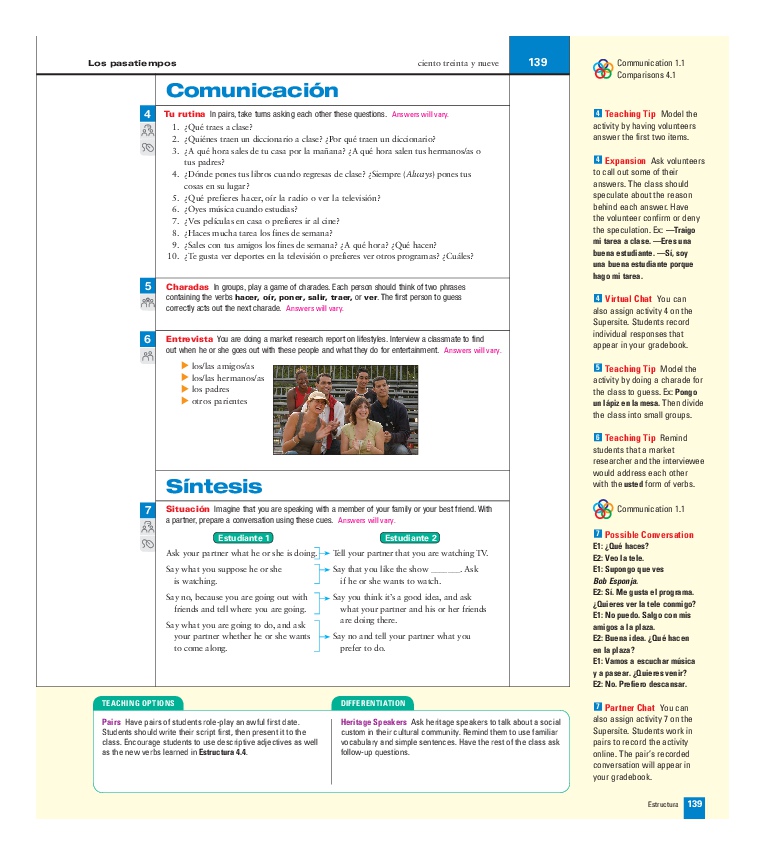 Los pasatiempos
ciento treinta y nueve
139
Comunicación
4
Tu rutina In pairs, take turns asking each other these questions. Answers will vary.
1. ¿Qué traes a clase?
2. ¿Quiénes traen un diccionario a clase? ¿Por qué traen un diccionario?
3. ¿A qué hora sales de tu casa por la mañana? ¿A qué hora salen tus hermanos/as o
tus padres?
4. ¿Dónde pones tus libros cuando regresas de clase? ¿Siempre (Always) pones tus
cosas en su lugar?
5. ¿Qué prefieres hacer, oír la radio o ver la televisión?
6. ¿Oyes música cuando estudias?
7. ¿Ves películas en casa o prefieres ir al cine?
8. ¿Haces mucha tarea los fines de semana?
9. ¿Sales con tus amigos los fines de semana? ¿A qué hora? ¿Qué hacen?
10. ¿Te gusta ver deportes en la televisión o prefieres ver otros programas? ¿Cuáles?
5
Charadas In groups, play a game of charades. Each person should think of two phrases
containing the verbs hacer, oír, poner, salir, traer, or ver. The first person to guess
correctly acts out the next charade. Answers will vary.
6
Entrevista You are doing a market research report on lifestyles. Interview a classmate to find
out when he or she goes out with these people and what they do for entertainment. Answers will vary.
los/las amigos/as
los/las hermanos/as
los padres
otros parientes
Síntesis
7
Situación Imagine that you are speaking with a member of your family or your best friend. With
a partner, prepare a conversation using these cues. Answers will vary.
Estudiante 1
Estudiante 2
Ask your partner what he or she is doing.
Tell your partner that you are watching TV.
Say what you suppose he or she
is watching.
Say that you like the show ______. Ask
if he or she wants to watch.
Say no, because you are going out with
friends and tell where you are going.
Say you think it's a good idea, and ask
what your partner and his or her friends
are doing there.
Say what you are going to do, and ask
your partner whether he or she wants
to come along.
Say no and tell your partner what you
prefer to do.
TEACHING OPTIONS
Pairs Have pairs of students role-play an awful first date.
Students should write their script first, then present it to the
class. Encourage students to use descriptive adjectives as well
as the new verbs learned in Estructura 4.4.
DIFFERENTIATION
Heritage Speakers Ask heritage speakers to talk about a social
custom in their cultural community. Remind them to use familiar
vocabulary and simple sentences. Have the rest of the class ask
follow-up questions.
Communication 1.1
Comparisons 4.1
4 Teaching Tip Model the
activity by having volunteers
answer the first two items.
4 Expansion Ask volunteers
to call out some of their
answers. The class should
speculate about the reason
behind each answer. Have
the volunteer confirm or deny
the speculation. Ex: —Traigo
mi tarea a clase. —Eres una
buena estudiante. —Sí, soy
una buena estudiante porque
hago mi tarea.
4 Virtual Chat You can
also assign activity 4 on the
Supersite. Students record
individual responses that
appear in your gradebook.
5 Teaching Tip Model the
activity by doing a charade for
the class to guess. Ex: Pongo
un lápiz en la mesa. Then divide
the class into small groups.
6 Teaching Tip Remind
students that a market
researcher and the interviewee
would address each other
with the usted form of verbs.
Communication 1.1
7 Possible Conversation
E1: ¿Qué haces?
E2: Veo la tele.
E1: Supongo que ves
Bob Esponja.
E2: Sí. Me gusta el programa.
¿Quieres ver la tele conmigo?
E1: No puedo. Salgo con mis
amigos a la plaza.
E2: Buena idea. ¿Qué hacen
en la plaza?
E1: Vamos a escuchar música
y a pasear. ¿Quieres venir?
E2: No. Prefiero descansar.
7 Partner Chat You can
also assign activity 7 on the
Supersite. Students work in
pairs to record the activity
online. The pair's recorded
conversation will appear in
your gradebook.
Estructura 139